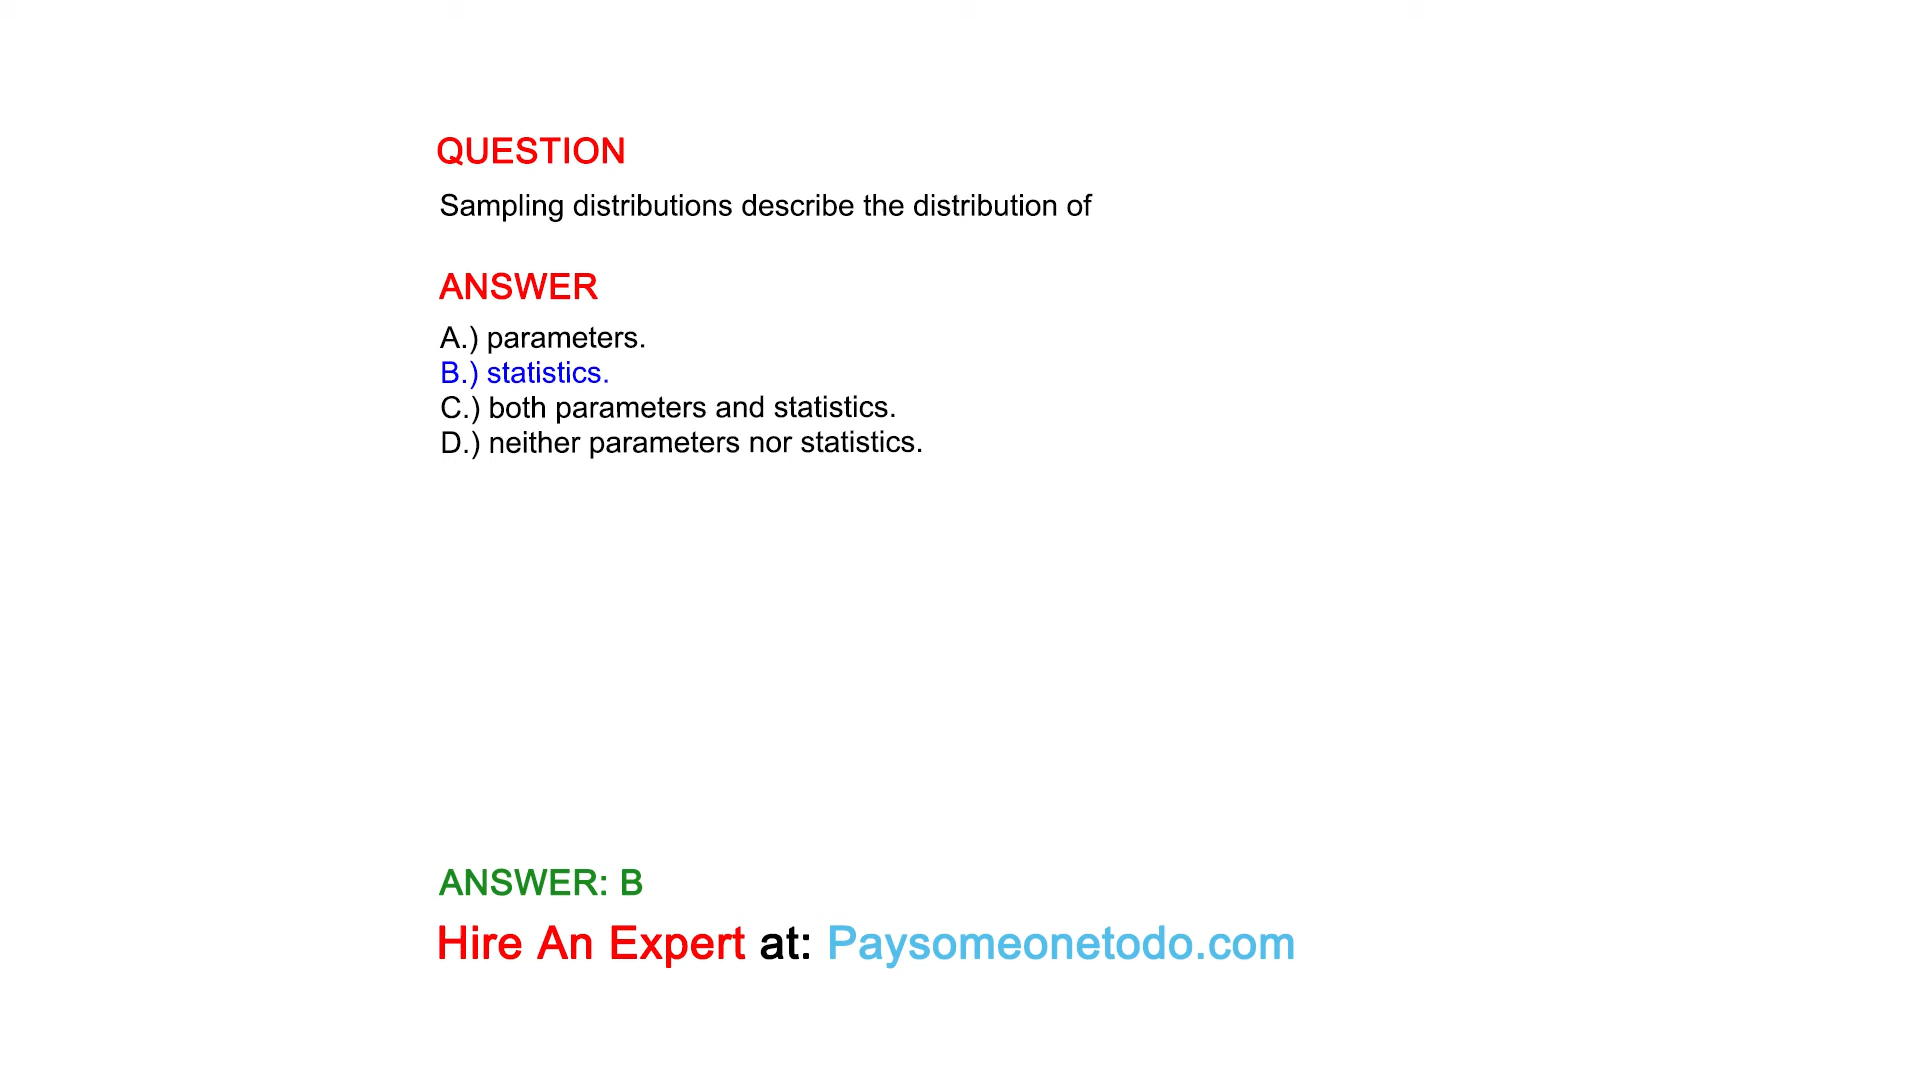 QUESTION
Sampling distributions describe the distribution of
ANSWER
A.) parameters.
B.) statistics.
C.) both parameters and statistics.
D.) neither parameters nor statistics.
ANSWER: B
Hire An Expert at: Paysomeonetodo.com